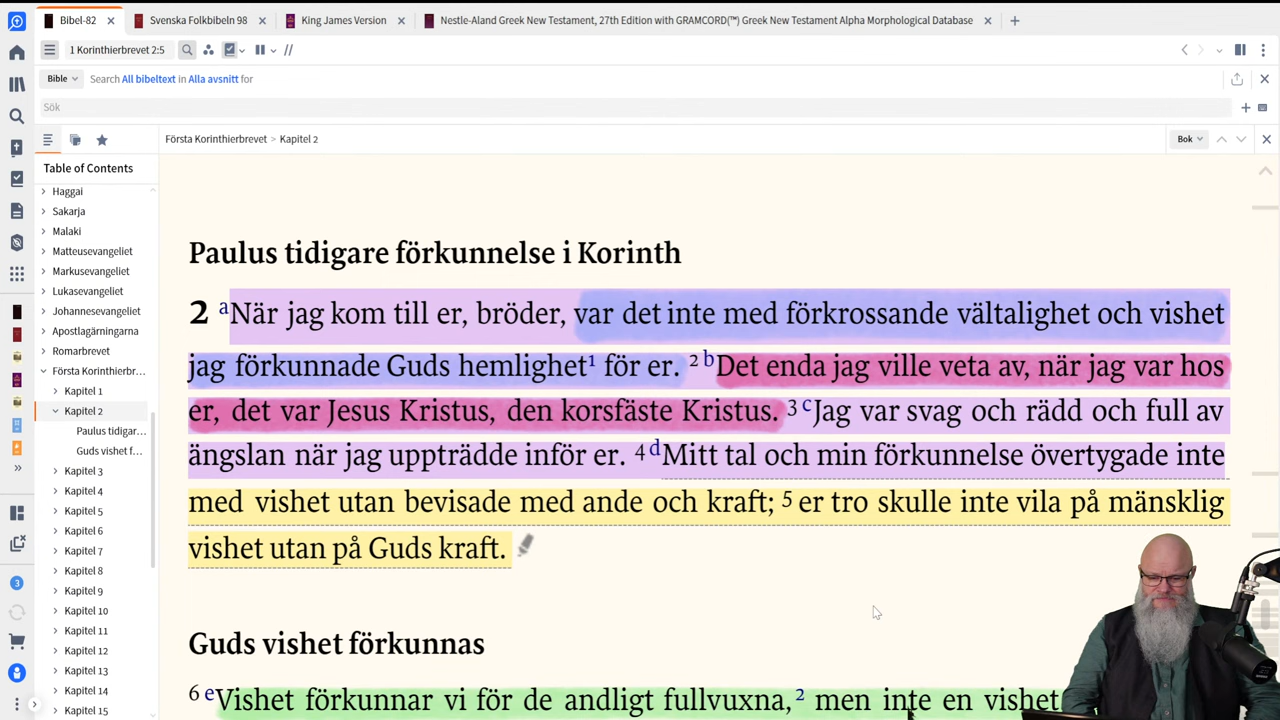 Bibel-82
Svenska Folkbibeln 98
King James Version
Nestle-Aland Greek New Testament, 27th Edition with GRAMCORD(™) Greek New Testament Alpha Morphological Database
1 Korinthierbrevet 2:5
Bible Search All bibeltext in Alla avsnitt for
Sök
Första Korinthierbrevet > Kapitel 2
Bok
Table of Contents
Haggai
Sakarja
Malaki
Matteusevangeliet
Markusevangeliet
Lukasevangeliet
Johannesevangeliet
Apostlagärningarna
Romarbrevet
Första Korinthierbr...
Kapitel 1
Kapitel 2
Paulus tidigar...
Guds vishet f...
Kapitel 3
Kapitel 4
Kapitel 5
Kapitel 6
Kapitel 7
Kapitel 8
Kapitel 9
Kapitel 10
Kapitel 11
Kapitel 12
Kapitel 13
Kapitel 14
Kapitel 15
3
Paulus tidigare förkunnelse i Korinth
2 a När jag kom till er, bröder, var det inte med förkrossande vältalighet och vishet
jag förkunnade Guds hemlighet1 för er. 2 b Det enda jag ville veta av, när jag var hos
er, det var Jesus Kristus, den korsfäste Kristus. 3 c Jag var svag och rädd och full av
ängslan när jag uppträdde inför er. 4 d Mitt tal och min förkunnelse övertygade inte
med vishet utan bevisade med ande och kraft; 5 er tro skulle inte vila på mänsklig
vishet utan på Guds kraft.
Guds vishet förkunnas
6 e Vishet förkunnar vi för de andligt fullvuxna,2 men inte en vishet